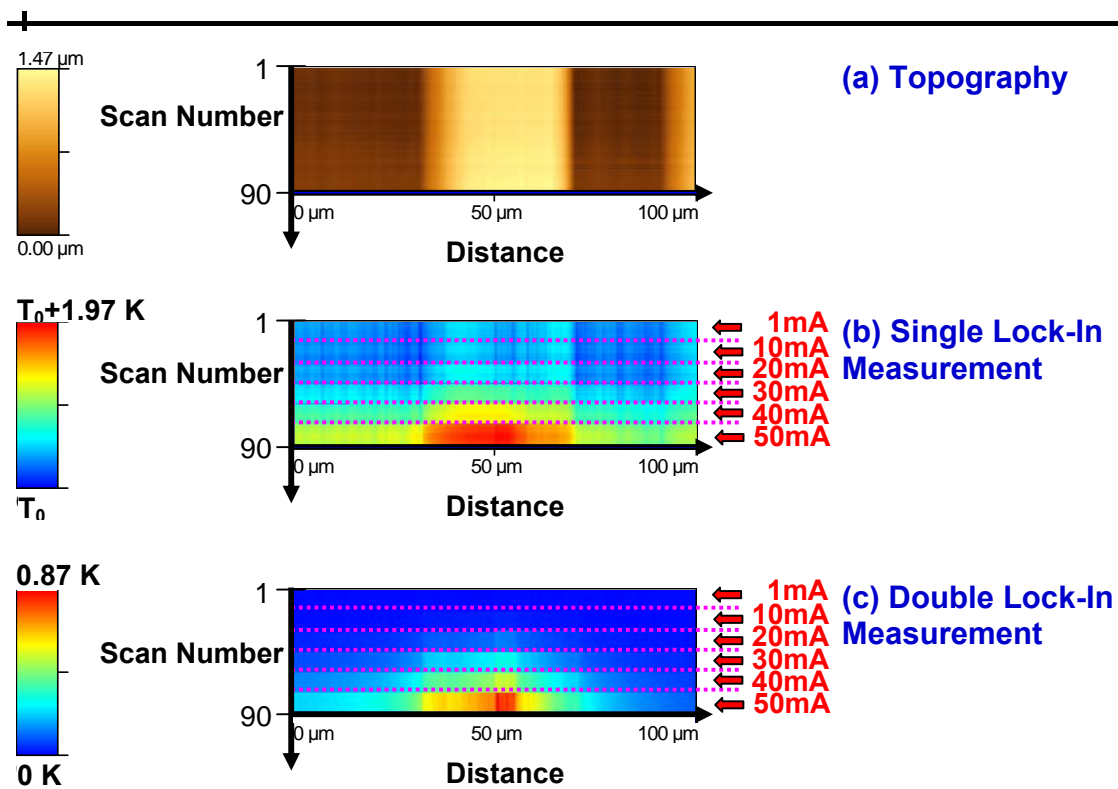 1.47 µm
0.00 µm
1
Scan Number
90
0 µm
50 µm
100 µm
Distance
(a) Topography
T₀+1.97 K
T₀
1
Scan Number
90
0 µm
50 µm
100 µm
Distance
1mA
10mA
20mA
30mA
40mA
50mA
(b) Single Lock-In
Measurement
0.87 K
0 K
1
Scan Number
90
0 µm
50 µm
100 µm
Distance
1mA
10mA
20mA
30mA
40mA
50mA
(c) Double Lock-In
Measurement